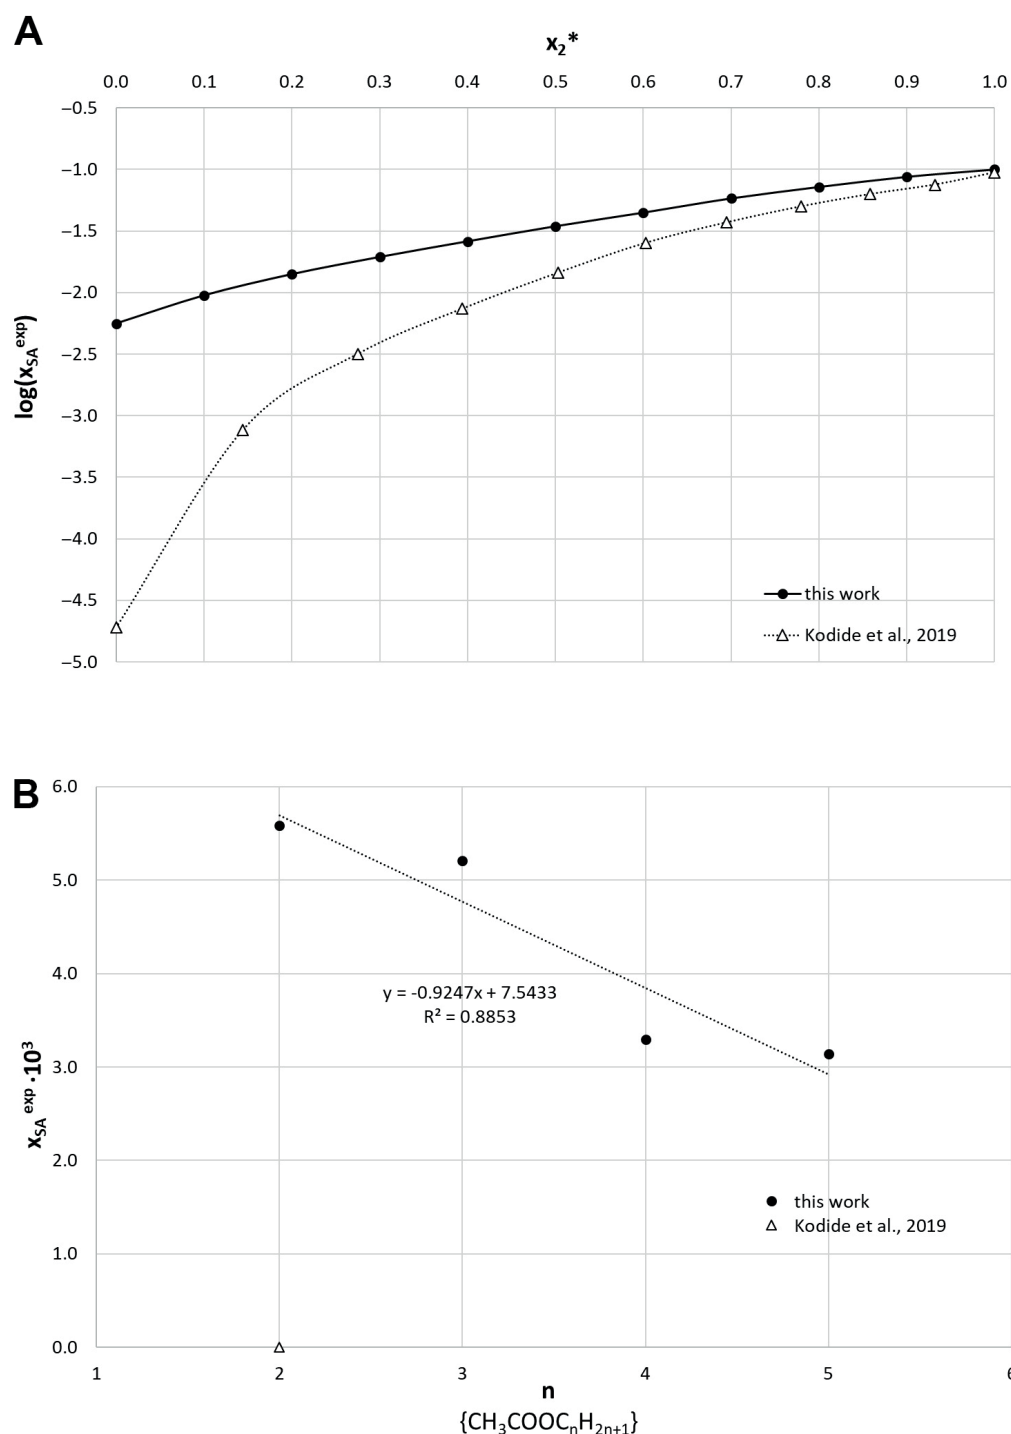 A
x₂*
0.0 0.1 0.2 0.3 0.4 0.5 0.6 0.7 0.8 0.9 1.0
−0.5
−1.0
−1.5
−2.0
−2.5
−3.0
−3.5
−4.0
−4.5
−5.0
log(x_SA^exp)
this work
Kodide et al., 2019
B
6.0
5.0
4.0
3.0
2.0
1.0
0.0
x_SA^exp ·10³
y = -0.9247x + 7.5433
R² = 0.8853
this work
Kodide et al., 2019
1 2 3 4 5 6
n
{CH₃COOCₙH₂ₙ₊₁}